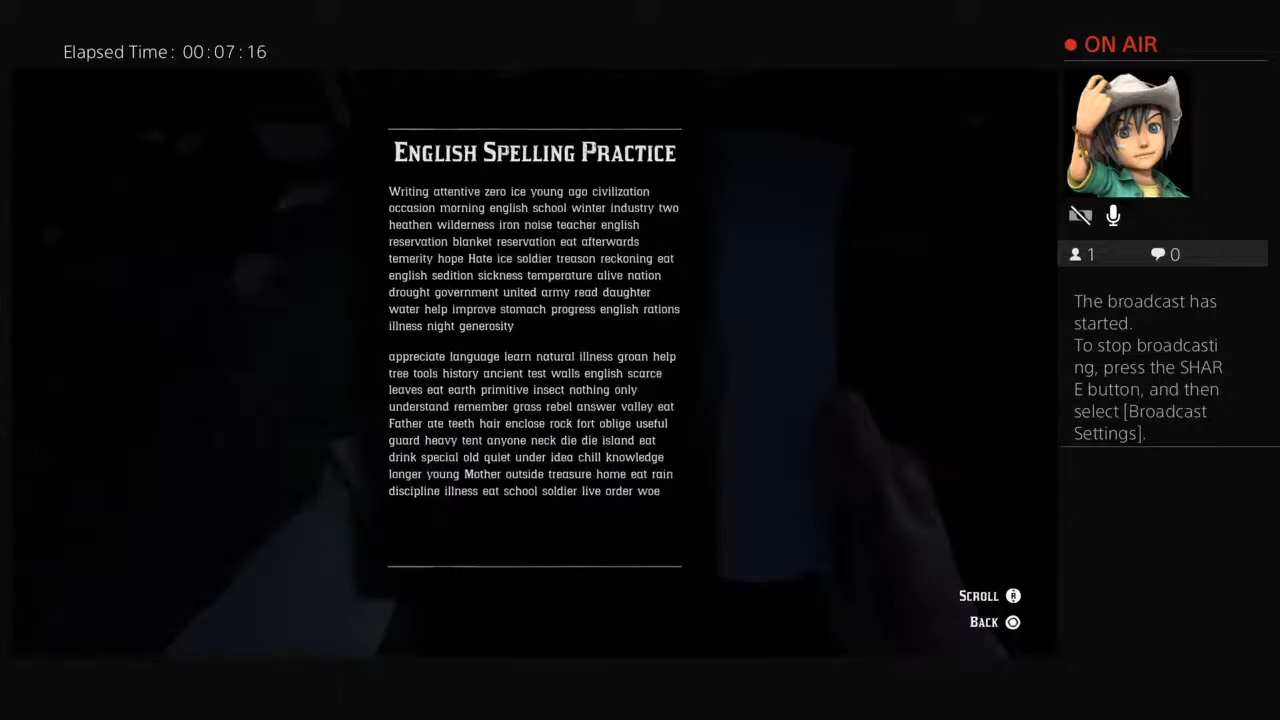 Elapsed Time: 00:07:16
ON AIR
ENGLISH SPELLING PRACTICE
Writing attentive zero ice young ago civilization
occasion morning english school winter industry two
heathen wilderness iron noise teacher english
reservation blanket reservation eat afterwards
temerity hope Hate ice soldier treason reckoning eat
english sedition sickness temperature alive nation
drought government united army read daughter
water help improve stomach progress english rations
illness night generosity
appreciate language learn natural illness groan help
tree tools history ancient test walls english scarce
leaves eat earth primitive insect nothing only
understand remember grass rebel answer valley eat
Father ate teeth hair enclose rock fort oblige useful
guard heavy tent anyone neck die die island eat
drink special old quiet under idea chill knowledge
longer young Mother outside treasure home eat rain
discipline illness eat school soldier live order woe
1 0
The broadcast has
started.
To stop broadcasti
ng, press the SHAR
E button, and then
select [Broadcast
Settings].
SCROLL R
BACK